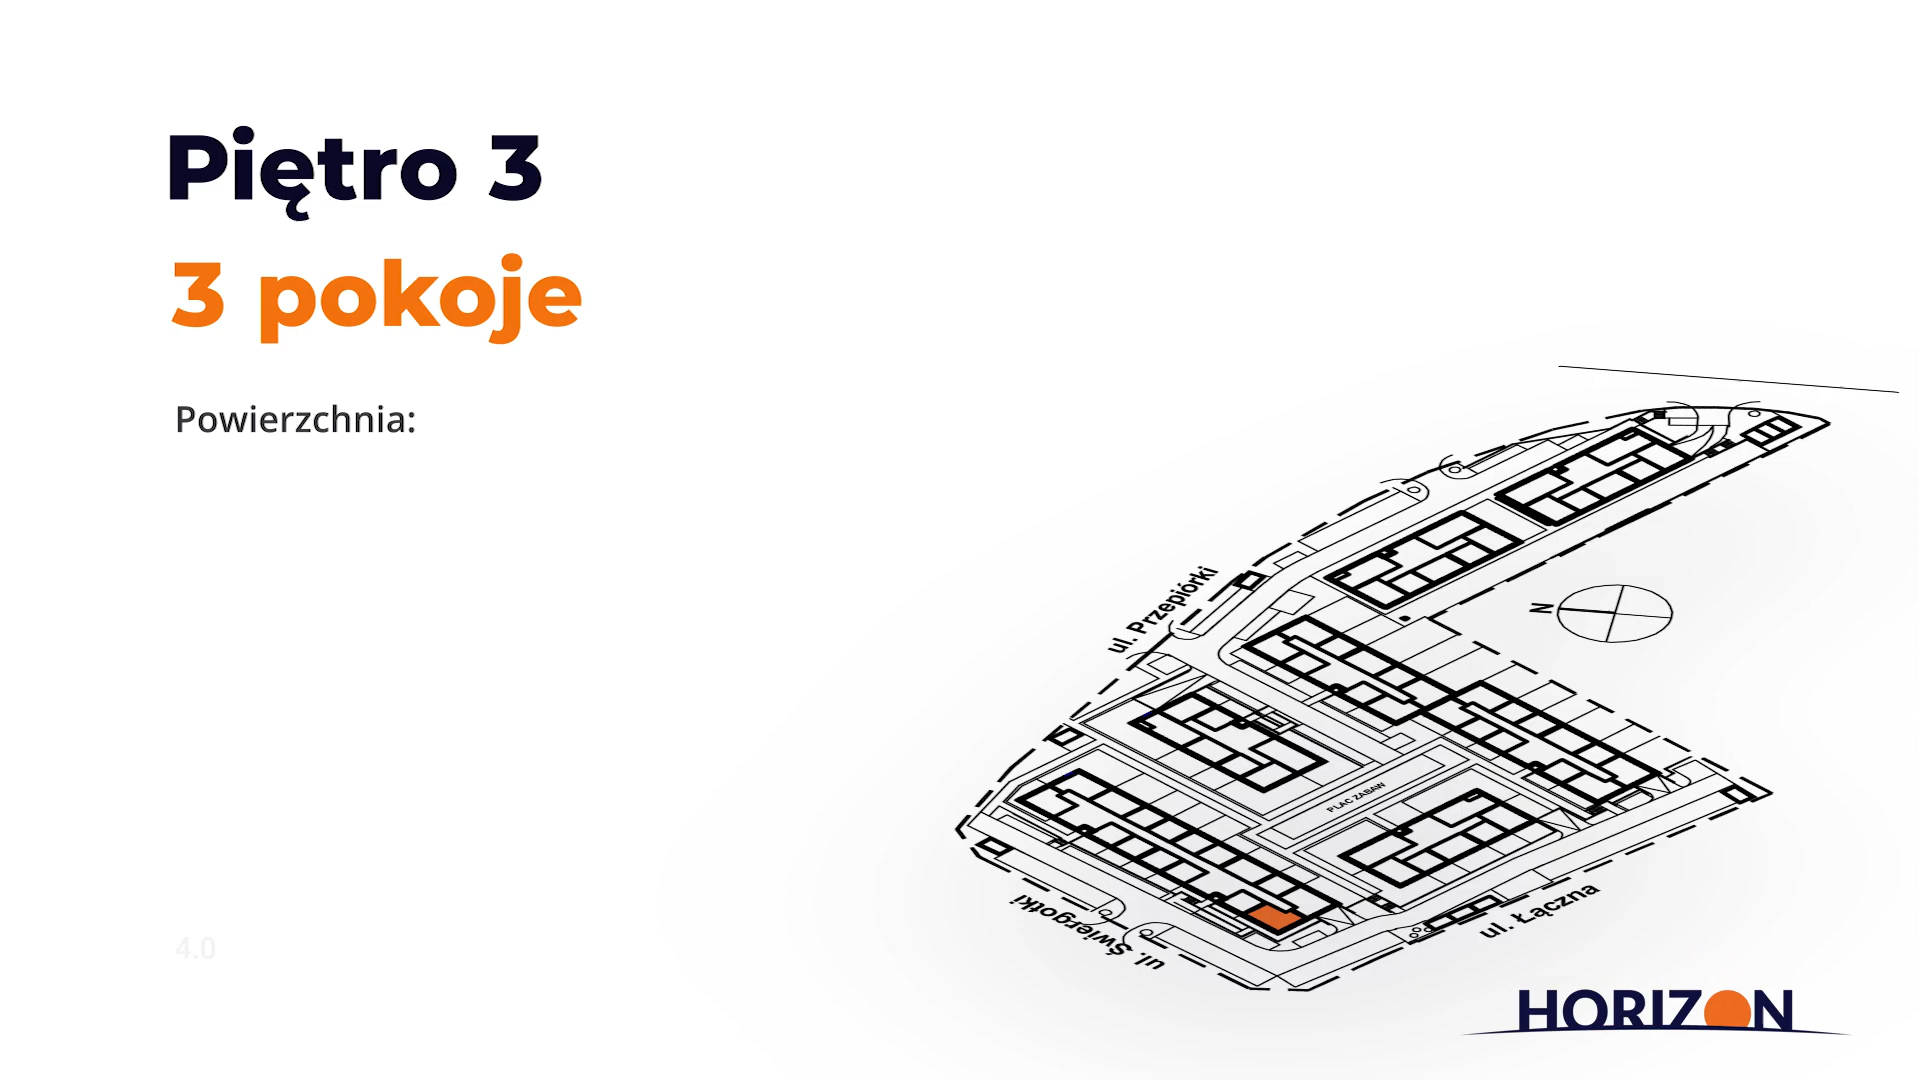 Piętro 3
3 pokoje
Powierzchnia:
ul. Przepiórki
N
PLAC ZABAW
ul. Świergotki
ul. Łączna
4.0
HORIZON